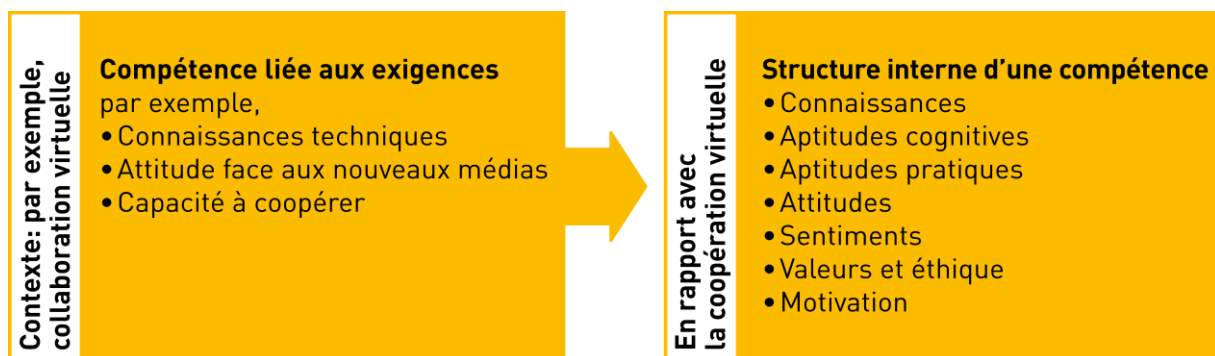 Contexte: par exemple,
collaboration virtuelle
Compétence liée aux exigences
par exemple,
• Connaissances techniques
• Attitude face aux nouveaux médias
• Capacité à coopérer
En rapport avec
la coopération virtuelle
Structure interne d’une compétence
• Connaissances
• Aptitudes cognitives
• Aptitudes pratiques
• Attitudes
• Sentiments
• Valeurs et éthique
• Motivation